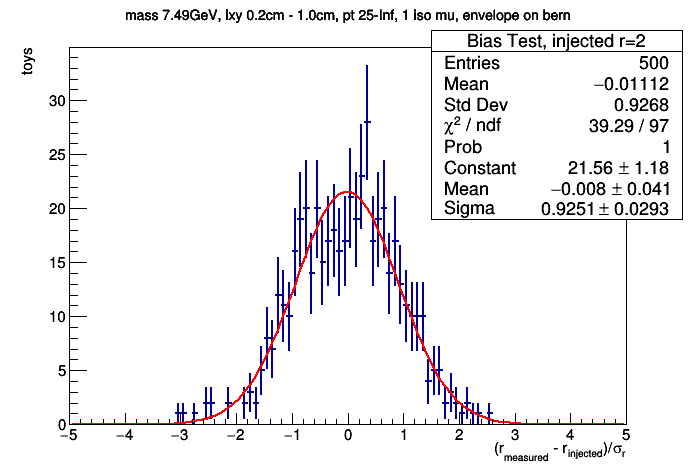 mass 7.49GeV, lxy 0.2cm - 1.0cm, pt 25-Inf, 1 Iso mu, envelope on bern
toys
Bias Test, injected r=2
Entries 500
Mean −0.01112
Std Dev 0.9268
χ² / ndf 39.29 / 97
Prob 1
Constant 21.56 ± 1.18
Mean −0.008 ± 0.041
Sigma 0.9251 ± 0.0293
30
25
20
15
10
5
0
−5 −4 −3 −2 −1 0 1 2 3 4 5
(r_measured - r_injected)/σ_r